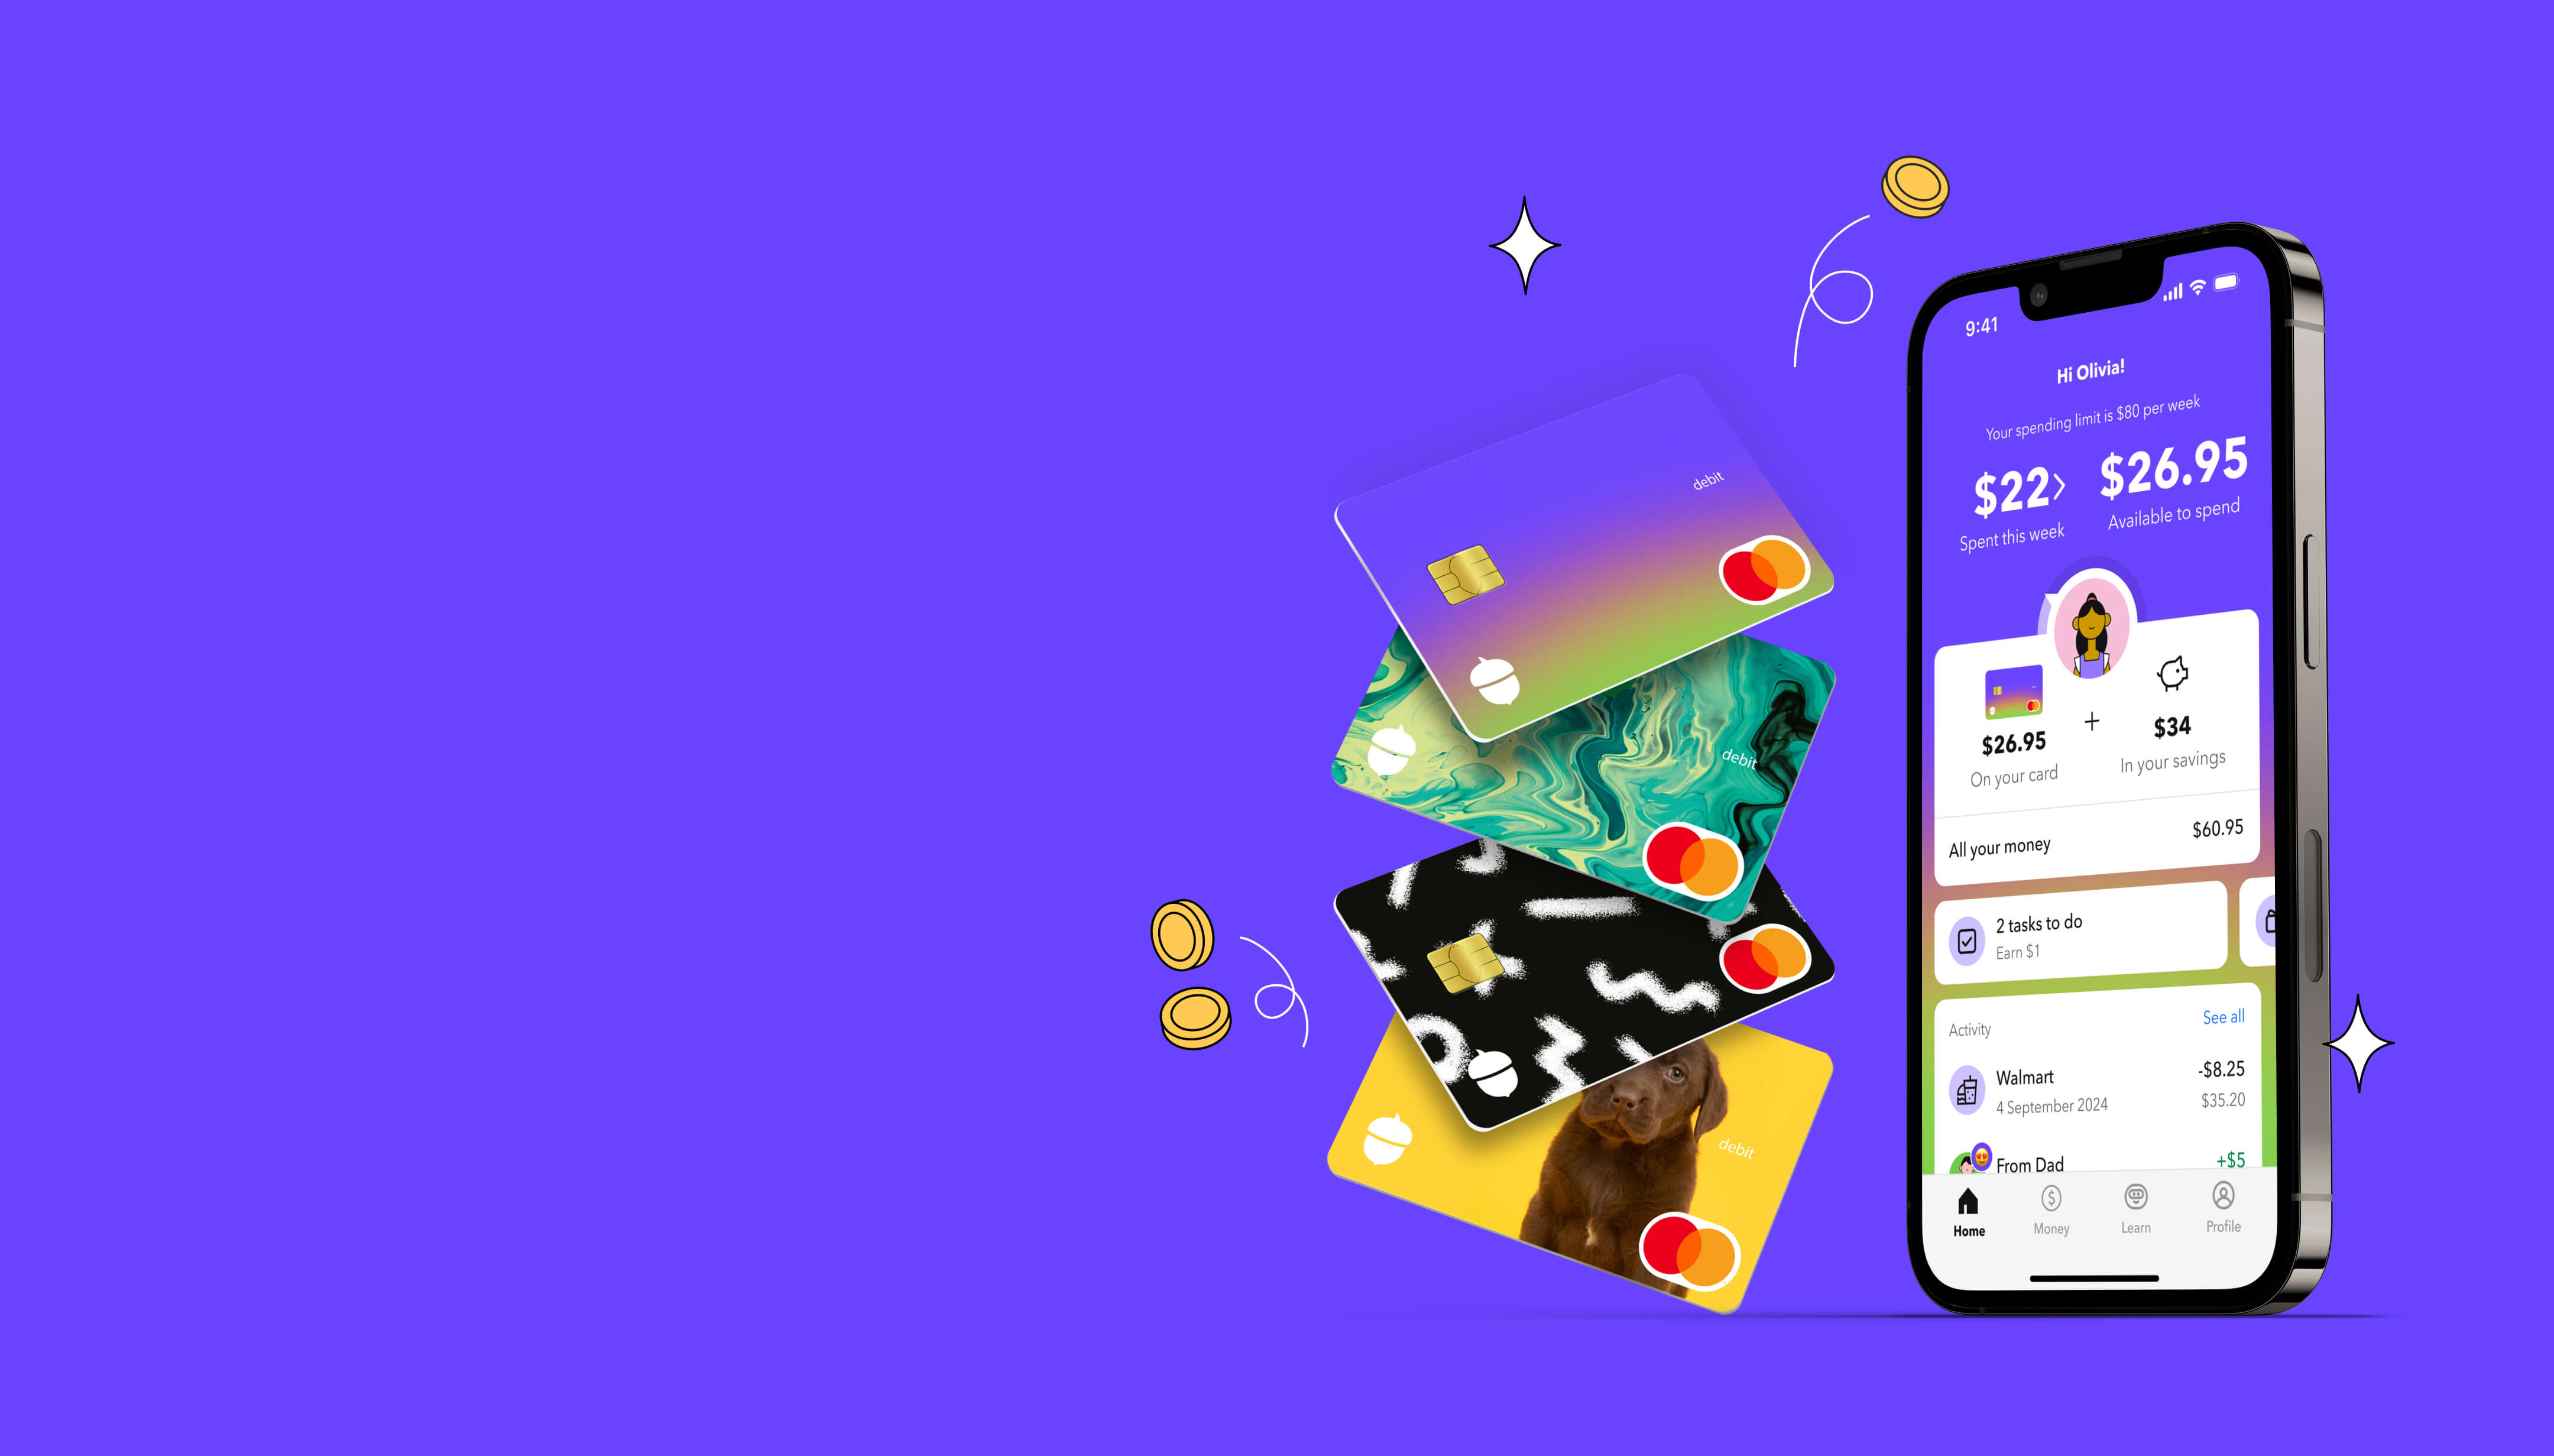 debit
debit
debit
9:41
Hi Olivia!
Your spending limit is $80 per week
$22 $26.95
Spent this week Available to spend
$26.95 + $34
On your card In your savings
All your money $60.95
2 tasks to do
Earn $1
Activity See all
Walmart -$8.25
4 September 2024 $35.20
From Dad +$5
Home Money Learn Profile